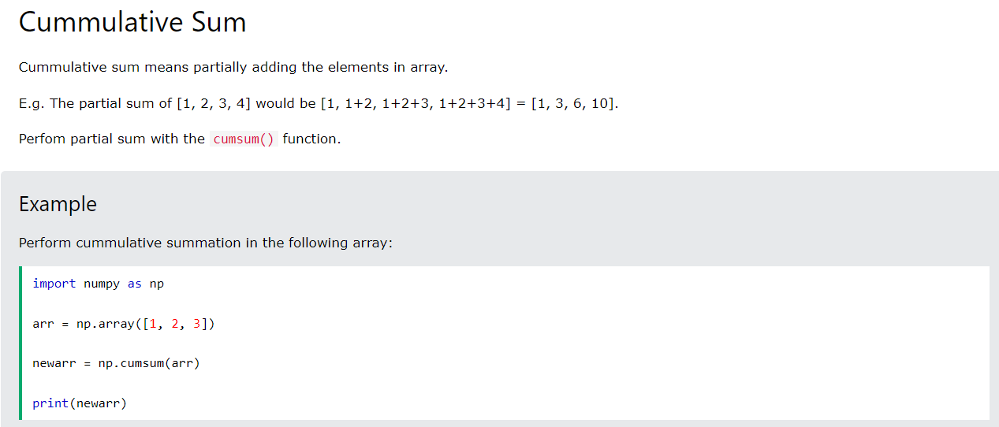 Cummulative Sum
Cummulative sum means partially adding the elements in array.
E.g. The partial sum of [1, 2, 3, 4] would be [1, 1+2, 1+2+3, 1+2+3+4] = [1, 3, 6, 10].
Perfom partial sum with the cumsum() function.
Example
Perform cummulative summation in the following array:
import numpy as np
arr = np.array([1, 2, 3])
newarr = np.cumsum(arr)
print(newarr)